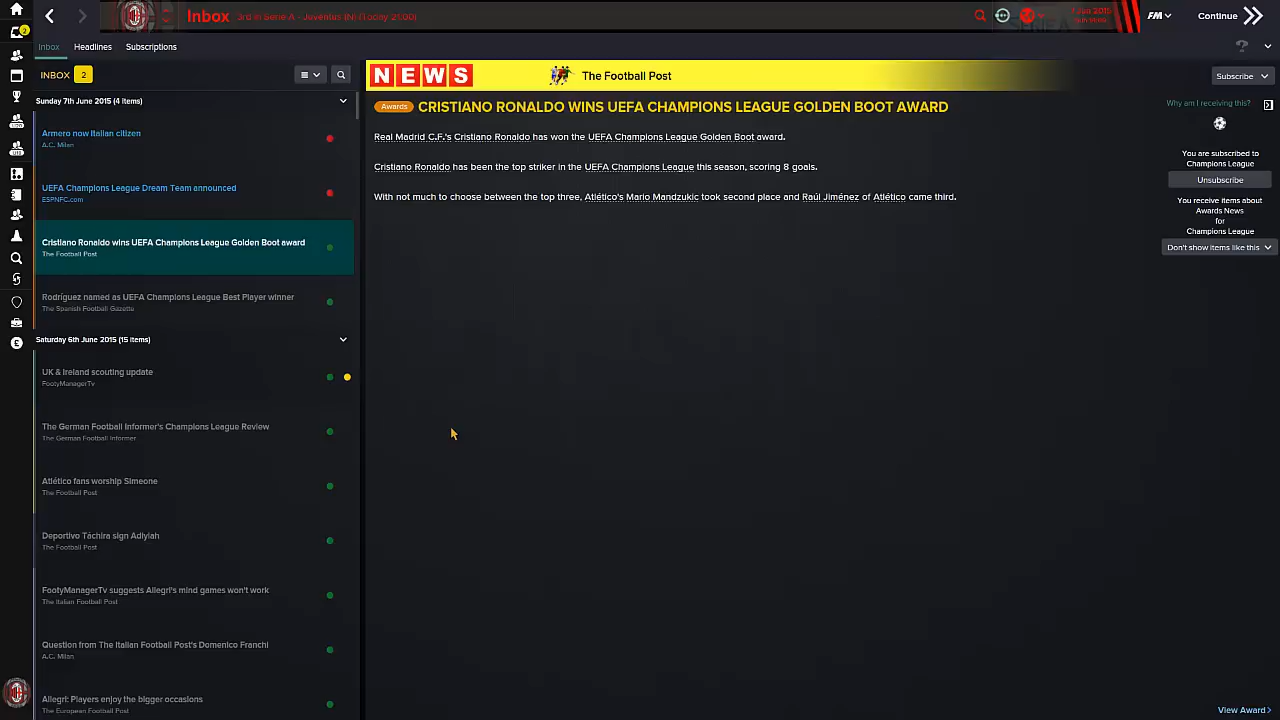 Inbox 3rd in Serie A - Juventus (N) (Today 21:00)
7 Jun 2015
FM
Continue
2
Inbox Headlines Subscriptions
INBOX 2
Sunday 7th June 2015 (4 items)
Armero now Italian citizen
A.C. Milan
UEFA Champions League Dream Team announced
ESPNFC.com
Cristiano Ronaldo wins UEFA Champions League Golden Boot award
The Football Post
Rodríguez named as UEFA Champions League Best Player winner
The Spanish Football Gazette
Saturday 6th June 2015 (15 items)
UK & Ireland scouting update
FootyManagerTv
The German Football Informer's Champions League Review
The German Football Informer
Atlético fans worship Simeone
The Football Post
Deportivo Táchira sign Adiyiah
The Football Post
FootyManagerTv suggests Allegri's mind games won't work
The Italian Football Post
Question from The Italian Football Post's Domenico Franchi
A.C. Milan
Allegri: Players enjoy the bigger occasions
The European Football Post
NEWS The Football Post
Subscribe
Awards CRISTIANO RONALDO WINS UEFA CHAMPIONS LEAGUE GOLDEN BOOT AWARD
Real Madrid C.F.'s Cristiano Ronaldo has won the UEFA Champions League Golden Boot award.
Cristiano Ronaldo has been the top striker in the UEFA Champions League this season, scoring 8 goals.
With not much to choose between the top three, Atlético's Mario Mandzukic took second place and Raúl Jiménez of Atlético came third.
Why am I receiving this?
You are subscribed to
Champions League
Unsubscribe
You receive items about
Awards News
for
Champions League
Don't show items like this
View Award